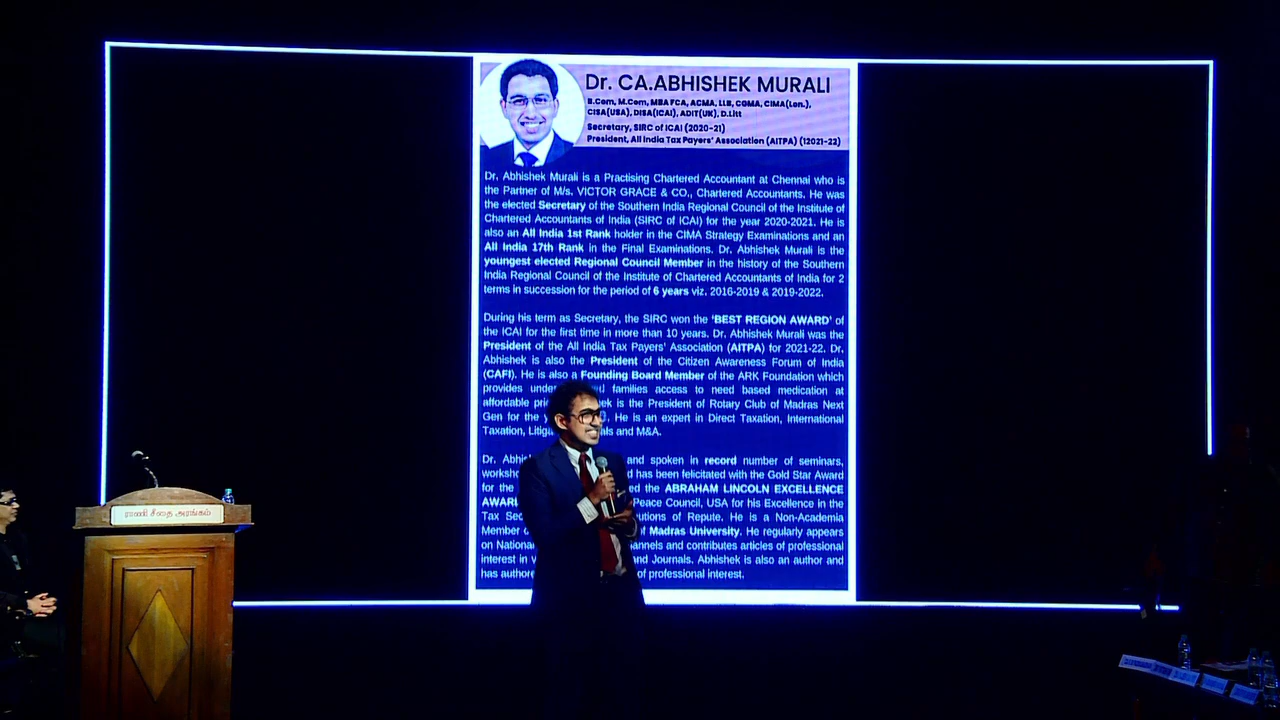 Dr. CA.ABHISHEK MURALI
B.Com, M.Com, MBA FCA, ACMA, LLB, CGMA, CIMA(Lon.),
CISA(USA), DISA(ICAI), ADIT(UK), D.Litt
Secretary, SIRC of ICAI (2020-21)
President, All India Tax Payers' Association (AITPA) (12021-22)
Dr. Abhishek Murali is a Practising Chartered Accountant at Chennai who is
the Partner of M/s. VICTOR GRACE & CO., Chartered Accountants. He was
the elected Secretary of the Southern India Regional Council of the Institute of
Chartered Accountants of India (SIRC of ICAI) for the year 2020-2021. He is
also an All India 1st Rank holder in the CIMA Strategy Examinations and an
All India 17th Rank in the Final Examinations. Dr. Abhishek Murali is the
youngest elected Regional Council Member in the history of the Southern
India Regional Council of the Institute of Chartered Accountants of India for 2
terms in succession for the period of 6 years viz. 2016-2019 & 2019-2022.
During his term as Secretary, the SIRC won the 'BEST REGION AWARD' of
the ICAI for the first time in more than 10 years. Dr. Abhishek Murali was the
President of the All India Tax Payers' Association (AITPA) for 2021-22. Dr.
Abhishek is also the President of the Citizen Awareness Forum of India
(CAFI). He is also a Founding Board Member of the ARK Foundation which
provides families access to need based medication at
affordable is the President of Rotary Club of Madras Next
Gen for the He is an expert in Direct Taxation, International
Taxation, and M&A.
Dr. and spoken in record number of seminars,
has been felicitated with the Gold Star Award
for the the ABRAHAM LINCOLN EXCELLENCE
Peace Council, USA for his Excellence in the
Tax of Repute. He is a Non-Academia
Member of Madras University. He regularly appears
on National and contributes articles of professional
interest in and Journals. Abhishek is also an author and
has of professional interest.
ராணி சீதை அரங்கம்